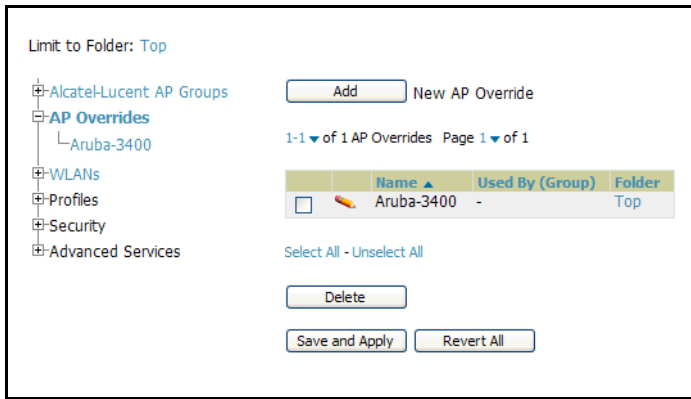 Limit to Folder: Top
Alcatel-Lucent AP Groups
AP Overrides
Aruba-3400
WLANs
Profiles
Security
Advanced Services
Add New AP Override
1-1 of 1 AP Overrides Page 1 of 1
Name Used By (Group) Folder
Aruba-3400 - Top
Select All - Unselect All
Delete
Save and Apply Revert All